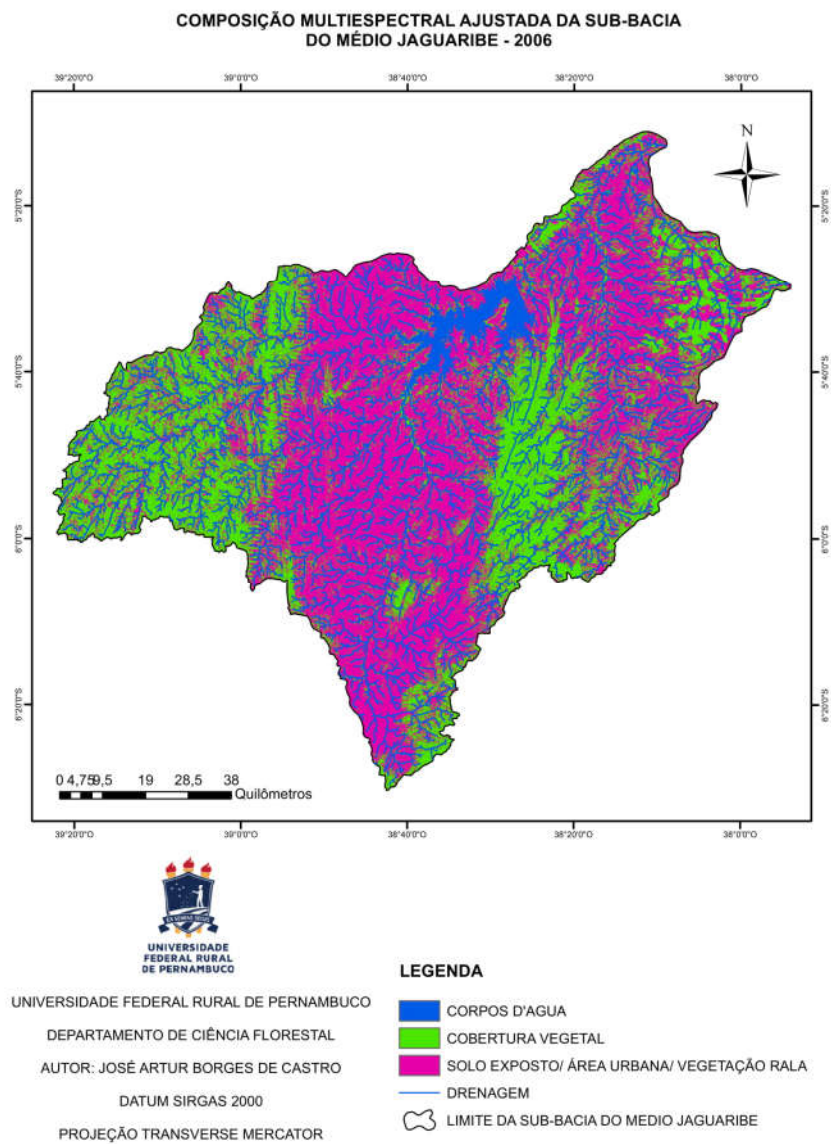 COMPOSIÇÃO MULTIESPECTRAL AJUSTADA DA SUB-BACIA
DO MÉDIO JAGUARIBE - 2006
39°20'0"O 39°0'0"O 38°40'0"O 38°20'0"O 38°0'0"O
N
5°20'0"S 5°20'0"S
5°40'0"S 5°40'0"S
6°0'0"S 6°0'0"S
6°20'0"S 6°20'0"S
0 4,75 9,5 19 28,5 38
Quilômetros
39°20'0"O 39°0'0"O 38°40'0"O 38°20'0"O 38°0'0"O
UNIVERSIDADE
FEDERAL RURAL
DE PERNAMBUCO
UNIVERSIDADE FEDERAL RURAL DE PERNAMBUCO
DEPARTAMENTO DE CIÊNCIA FLORESTAL
AUTOR: JOSÉ ARTUR BORGES DE CASTRO
DATUM SIRGAS 2000
PROJEÇÃO TRANSVERSE MERCATOR
LEGENDA
CORPOS D'AGUA
COBERTURA VEGETAL
SOLO EXPOSTO/ ÁREA URBANA/ VEGETAÇÃO RALA
DRENAGEM
LIMITE DA SUB-BACIA DO MEDIO JAGUARIBE